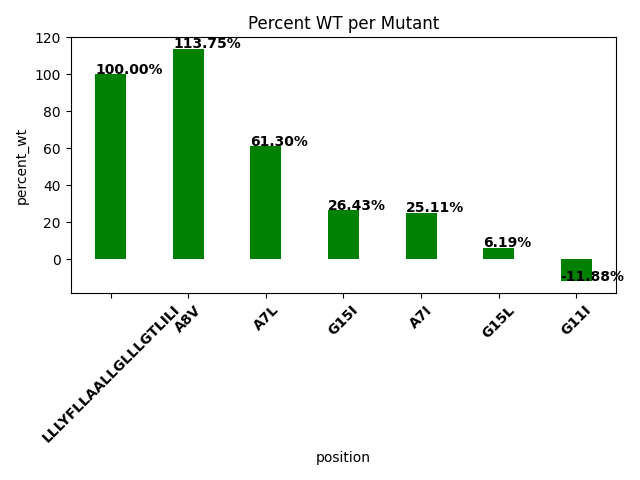 Percent WT per Mutant
percent_wt
120
100
80
60
40
20
0
100.00%
113.75%
61.30%
26.43%
25.11%
6.19%
-11.88%
LLLYFLLAALLGLLLGTLILI
A8V
A7L
G15I
A7I
G15L
G11I
position